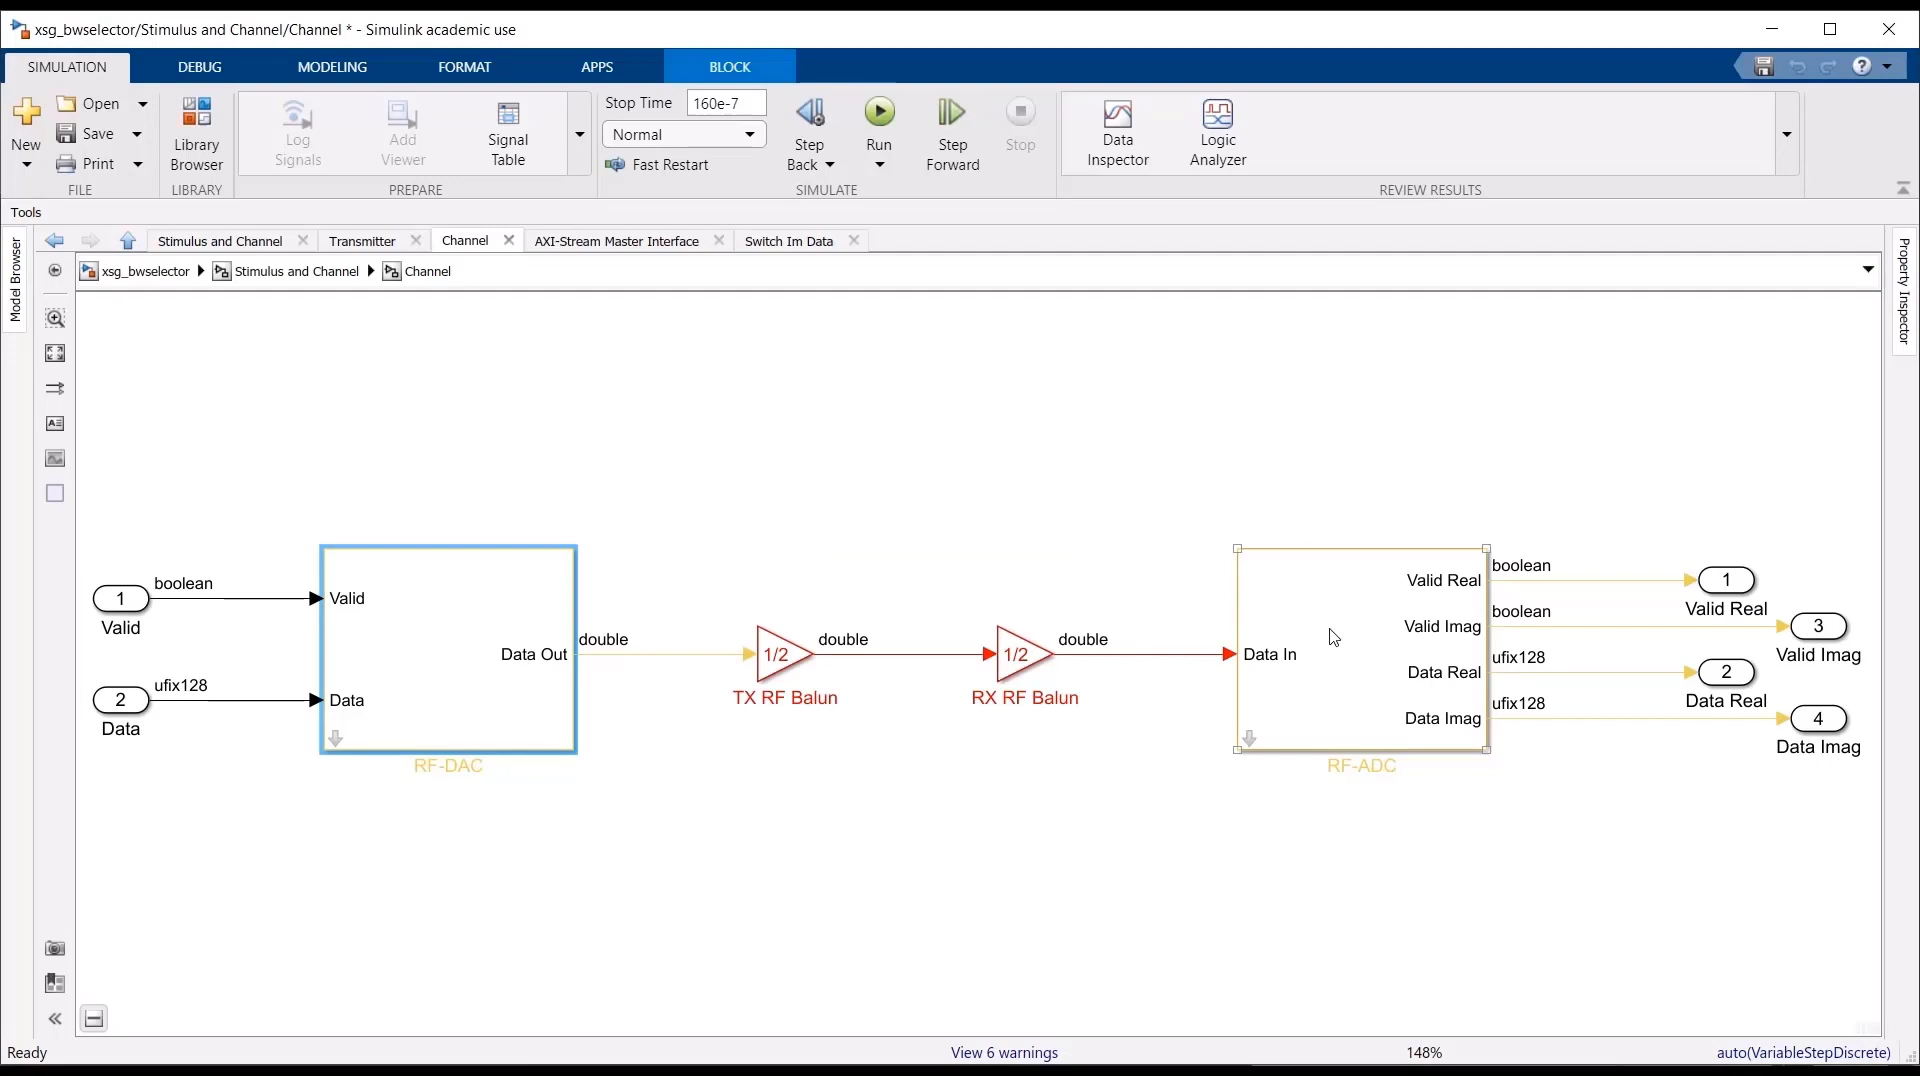 xsg_bwselector/Stimulus and Channel/Channel * - Simulink academic use
SIMULATION DEBUG MODELING FORMAT APPS BLOCK
New
Open
Save
Print
FILE
Library Browser
LIBRARY
Log Signals
Add Viewer
Signal Table
PREPARE
Stop Time 160e-7
Normal
Fast Restart
Step Back
Run
Step Forward
Stop
SIMULATE
Data Inspector
Logic Analyzer
REVIEW RESULTS
Tools
Model Browser
Property Inspector
Stimulus and Channel Transmitter Channel AXI-Stream Master Interface Switch Im Data
xsg_bwselector Stimulus and Channel Channel
1
Valid
boolean
2
Data
ufix128
Valid
Data
Data Out
RF-DAC
double
1/2
TX RF Balun
double
1/2
RX RF Balun
double
Data In
Valid Real
Valid Imag
Data Real
Data Imag
RF-ADC
boolean
1
Valid Real
boolean
3
Valid Imag
ufix128
2
Data Real
ufix128
4
Data Imag
Ready View 6 warnings 148% auto(VariableStepDiscrete)